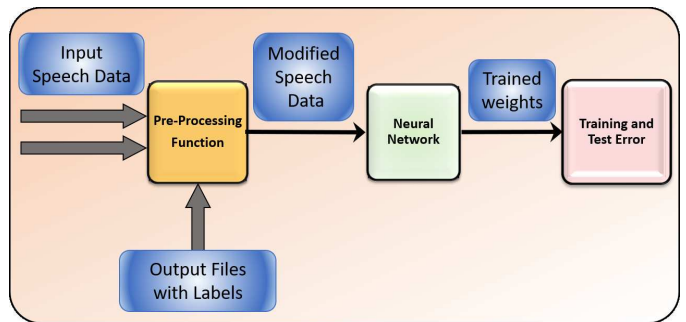 Input
Speech Data
Pre-Processing
Function
Modified
Speech
Data
Neural
Network
Trained
weights
Training and
Test Error
Output Files
with Labels